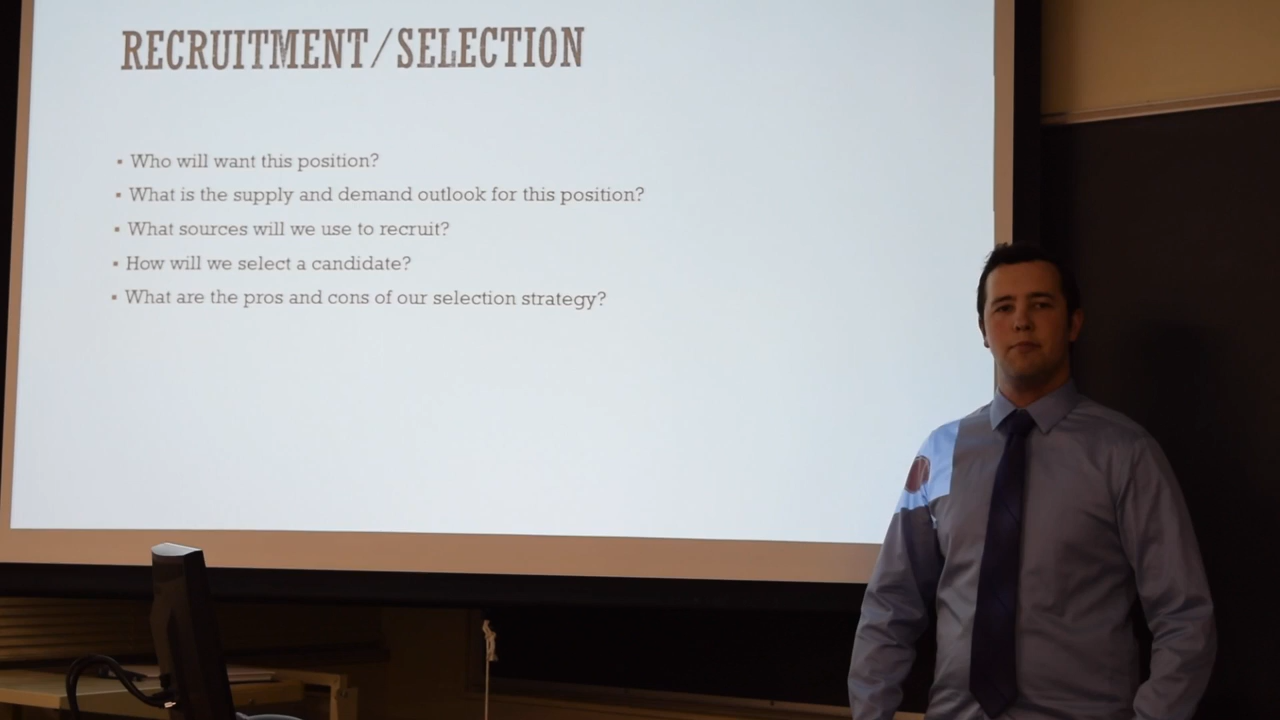 RECRUITMENT/SELECTION
▪ Who will want this position?
▪ What is the supply and demand outlook for this position?
▪ What sources will we use to recruit?
▪ How will we select a candidate?
▪ What are the pros and cons of our selection strategy?